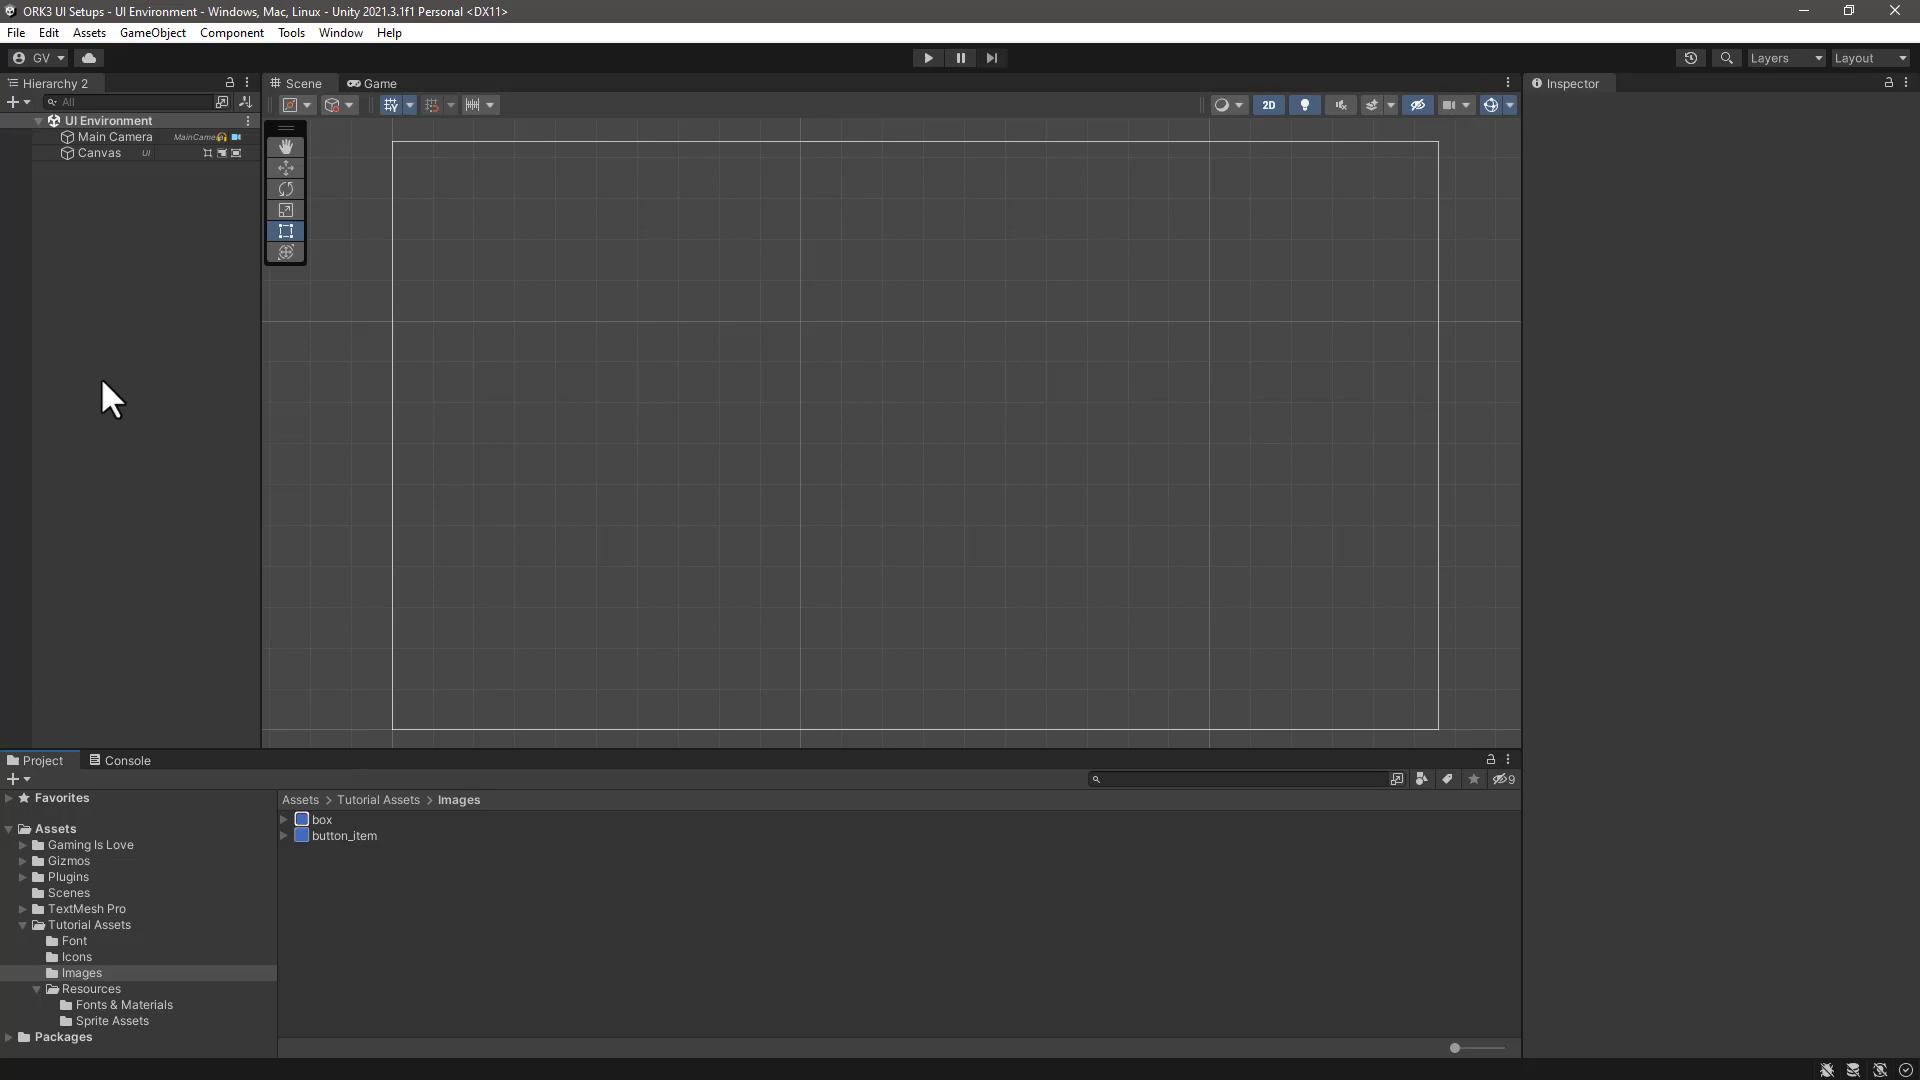 ORK3 UI Setups - UI Environment - Windows, Mac, Linux - Unity 2021.3.1f1 Personal <DX11>
File Edit Assets GameObject Component Tools Window Help
GV Layers Layout
Hierarchy 2 Scene Game Inspector
All 2D
UI Environment
Main Camera MainCamera
Canvas UI
Project Console
9
Favorites
Assets > Tutorial Assets > Images
box
button_item
Assets
Gaming Is Love
Gizmos
Plugins
Scenes
TextMesh Pro
Tutorial Assets
Font
Icons
Images
Resources
Fonts & Materials
Sprite Assets
Packages